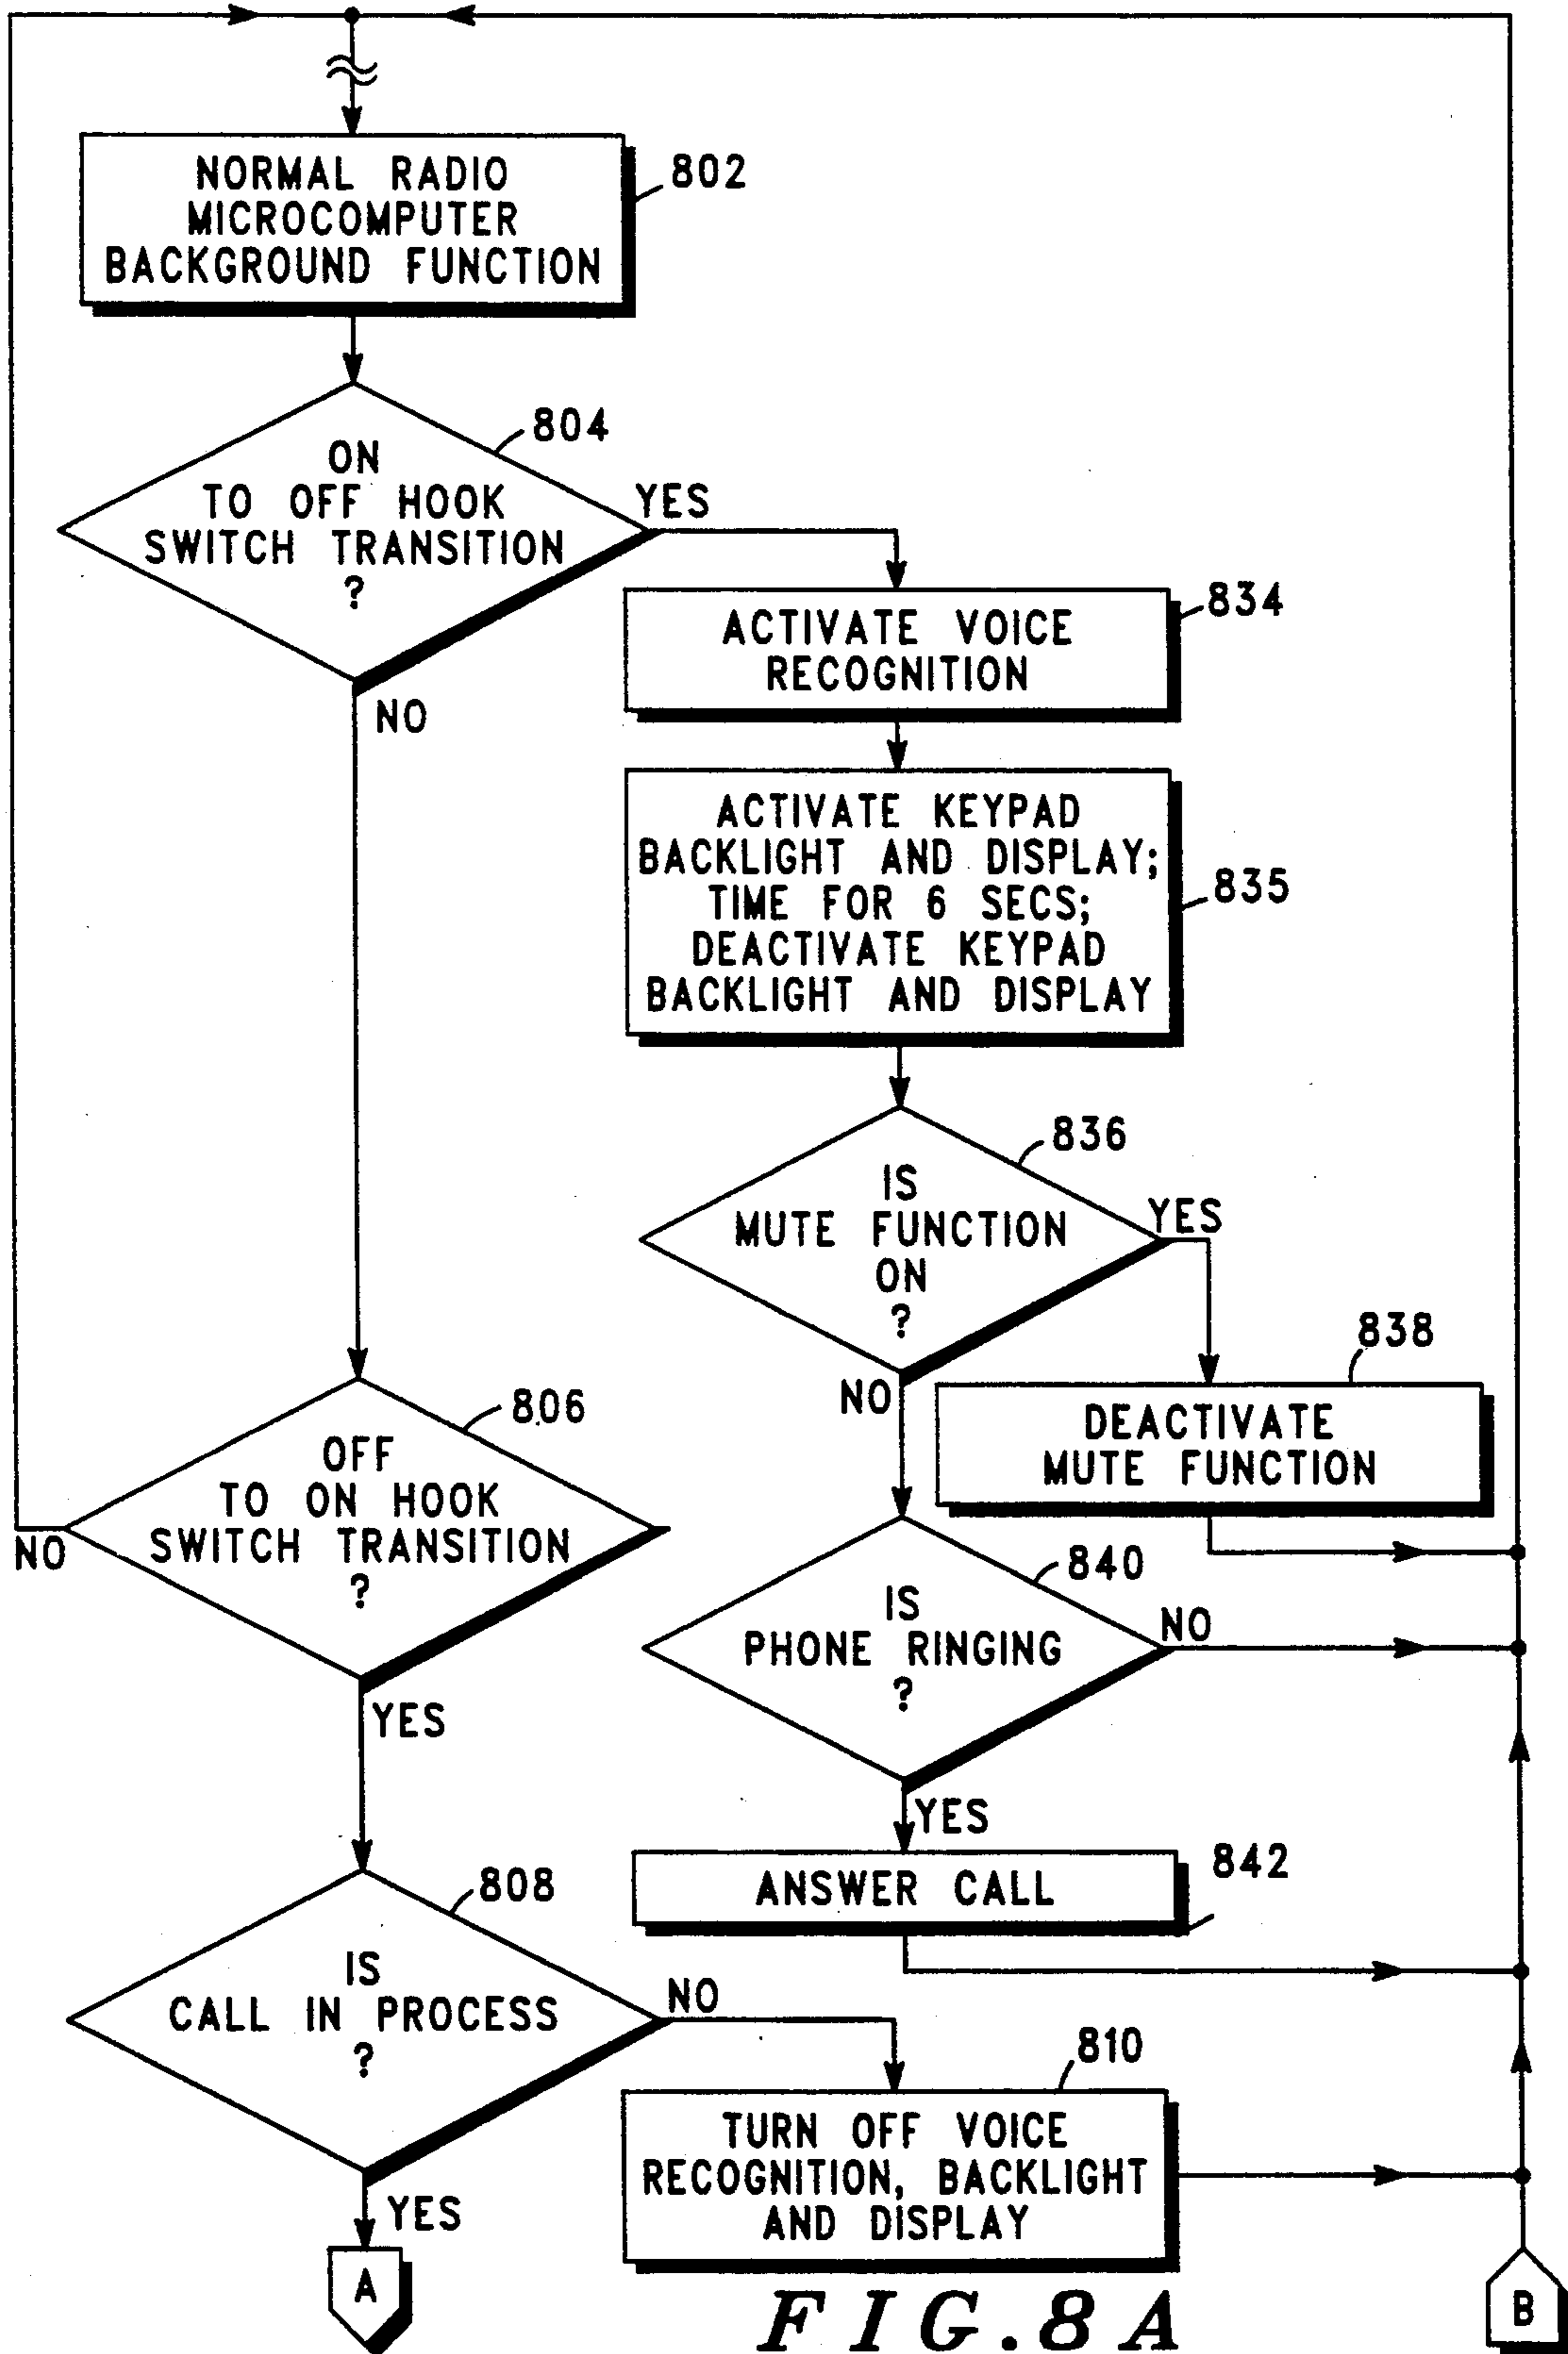 NORMAL RADIO
MICROCOMPUTER
BACKGROUND FUNCTION
802
ON
TO OFF HOOK
SWITCH TRANSITION
?
804
YES
NO
ACTIVATE VOICE
RECOGNITION
834
ACTIVATE KEYPAD
BACKLIGHT AND DISPLAY;
TIME FOR 6 SECS;
DEACTIVATE KEYPAD
BACKLIGHT AND DISPLAY
835
IS
MUTE FUNCTION
ON
?
836
YES
NO
DEACTIVATE
MUTE FUNCTION
838
OFF
TO ON HOOK
SWITCH TRANSITION
?
806
NO
YES
IS
PHONE RINGING
?
840
NO
YES
ANSWER CALL
842
IS
CALL IN PROCESS
?
808
NO
YES
TURN OFF VOICE
RECOGNITION, BACKLIGHT
AND DISPLAY
810
A
B
FIG.8A